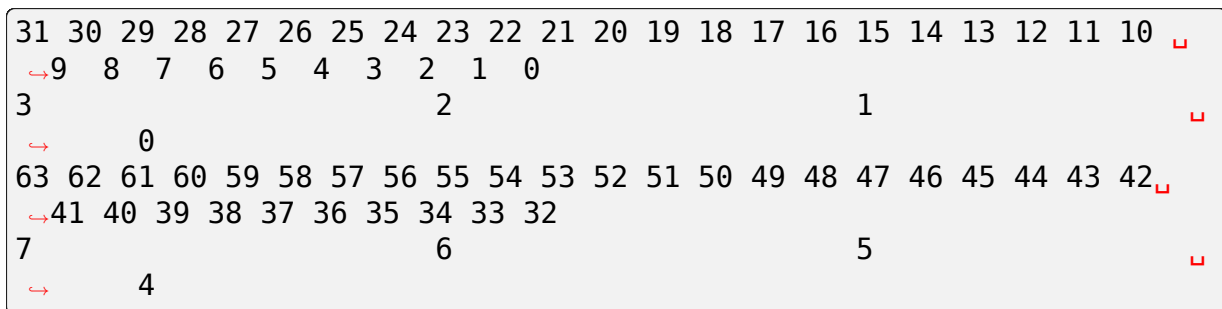 31 30 29 28 27 26 25 24 23 22 21 20 19 18 17 16 15 14 13 12 11 10 ␣
↪9  8  7  6  5  4  3  2  1  0
3                       2                       1                  ␣
↪     0
63 62 61 60 59 58 57 56 55 54 53 52 51 50 49 48 47 46 45 44 43 42␣
↪41 40 39 38 37 36 35 34 33 32
7                       6                       5                  ␣
↪     4